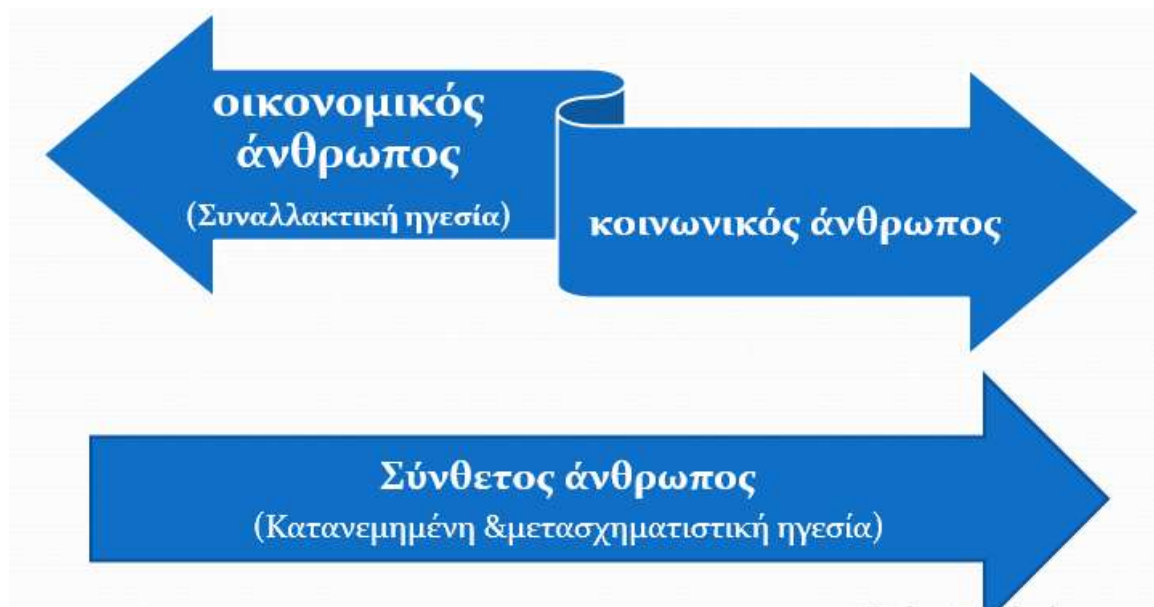 οικονομικός
άνθρωπος
(Συναλλακτική ηγεσία)
κοινωνικός άνθρωπος
Σύνθετος άνθρωπος
(Κατανεμημένη &μετασχηματιστική ηγεσία)